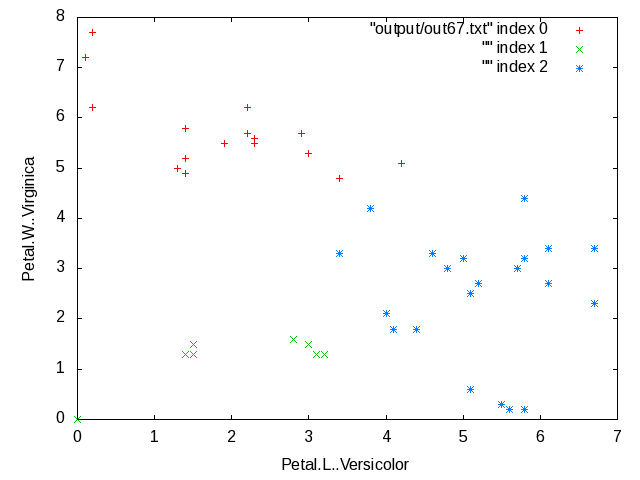 8
7
6
5
4
3
2
1
0
0 1 2 3 4 5 6 7
Petal.W..Virginica
Petal.L..Versicolor
"output/out67.txt" index 0
"" index 1
"" index 2